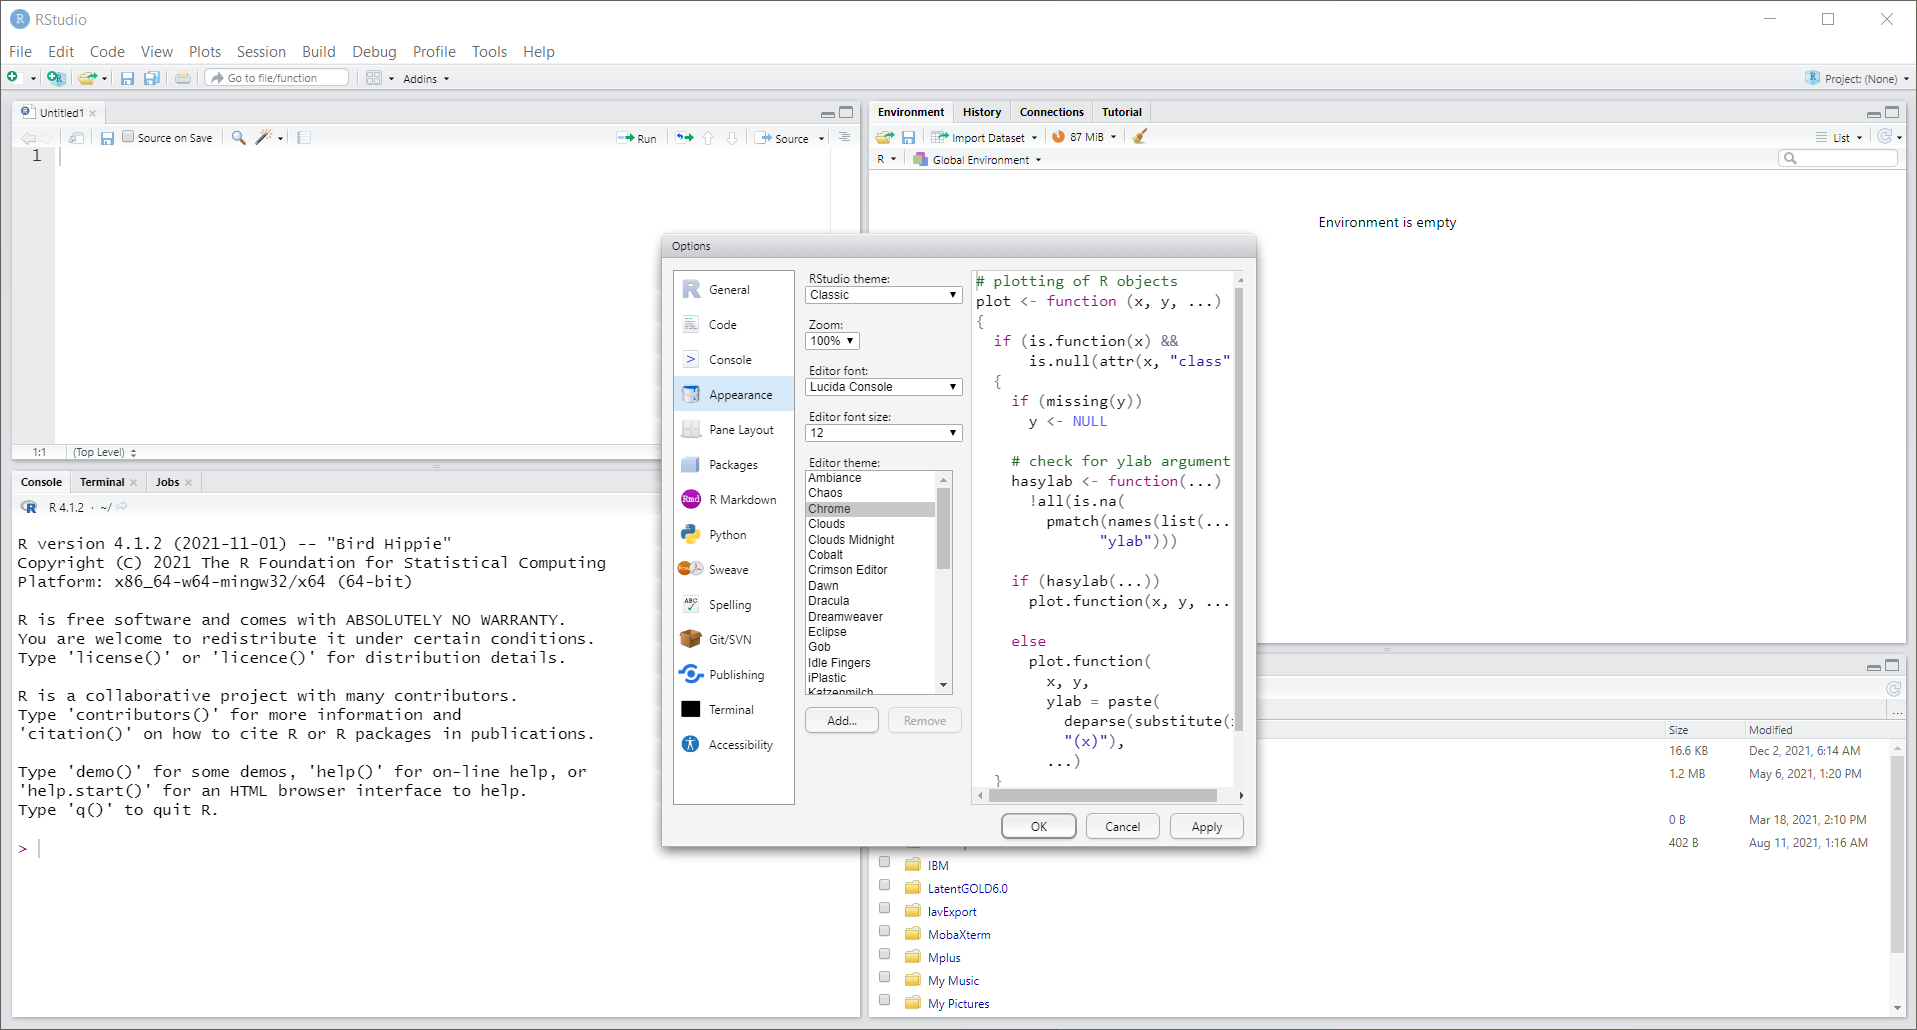 RStudio
File Edit Code View Plots Session Build Debug Profile Tools Help
Go to file/function Addins Project: (None)
Untitled1
Source on Save Run Source
1
1:1 (Top Level)
Console Terminal Jobs
R 4.1.2 · ~/
R version 4.1.2 (2021-11-01) -- "Bird Hippie"
Copyright (C) 2021 The R Foundation for Statistical Computing
Platform: x86_64-w64-mingw32/x64 (64-bit)
R is free software and comes with ABSOLUTELY NO WARRANTY.
You are welcome to redistribute it under certain conditions.
Type 'license()' or 'licence()' for distribution details.
R is a collaborative project with many contributors.
Type 'contributors()' for more information and
'citation()' on how to cite R or R packages in publications.
Type 'demo()' for some demos, 'help()' for on-line help, or
'help.start()' for an HTML browser interface to help.
Type 'q()' to quit R.
>
Environment History Connections Tutorial
Import Dataset 87 MiB List
R Global Environment
Environment is empty
Options
General
Code
Console
Appearance
Pane Layout
Packages
R Markdown
Python
Sweave
Spelling
Git/SVN
Publishing
Terminal
Accessibility
RStudio theme:
Classic
Zoom:
100%
Editor font:
Lucida Console
Editor font size:
12
Editor theme:
Ambiance
Chaos
Chrome
Clouds
Clouds Midnight
Cobalt
Crimson Editor
Dawn
Dracula
Dreamweaver
Eclipse
Gob
Idle Fingers
iPlastic
Katzenmilch
Add... Remove
# plotting of R objects
plot <- function (x, y, ...)
{
if (is.function(x) &&
is.null(attr(x, "class"
{
if (missing(y))
y <- NULL
# check for ylab argument
hasylab <- function(...)
!all(is.na(
pmatch(names(list(...
"ylab")))
if (hasylab(...))
plot.function(x, y, ...
else
plot.function(
x, y,
ylab = paste(
deparse(substitute(
"(x)"),
...)
}
OK Cancel Apply
Size Modified
16.6 KB Dec 2, 2021, 6:14 AM
1.2 MB May 6, 2021, 1:20 PM
0 B Mar 18, 2021, 2:10 PM
402 B Aug 11, 2021, 1:16 AM
IBM
LatentGOLD6.0
lavExport
MobaXterm
Mplus
My Music
My Pictures